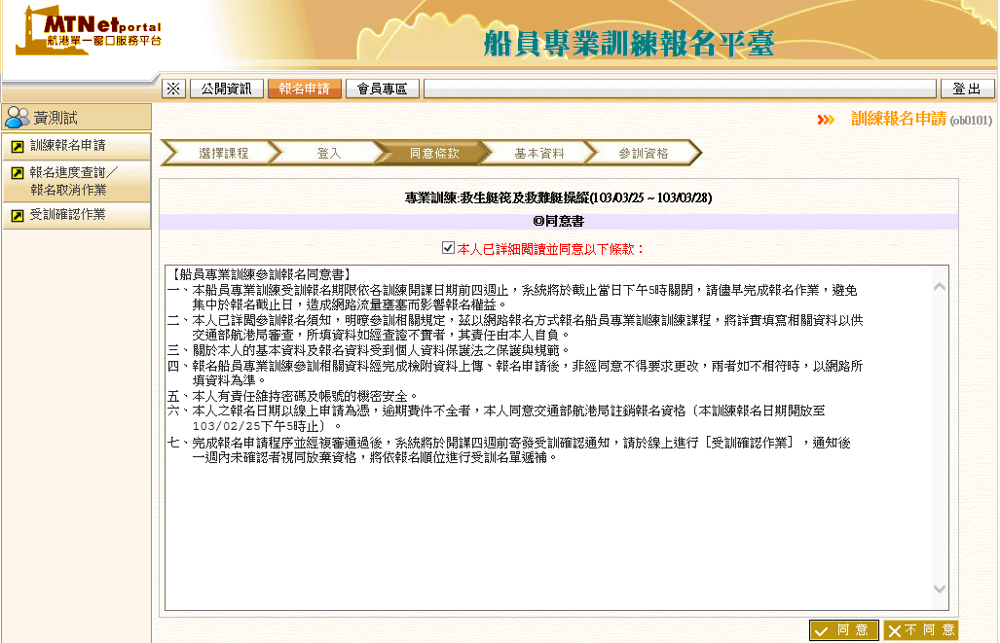 MTNetportal
航港單一窗口服務平台
船員專業訓練報名平臺
※ 公開資訊 報名申請 會員專區 登出
黃測試
訓練報名申請
報名進度查詢／
報名取消作業
受訓確認作業
訓練報名申請 (ob0101)
選擇課程 登入 同意條款 基本資料 參訓資格
專業訓練:救生艇筏及救難艇操縱(103/03/25 ~ 103/03/28)
◎同意書
本人已詳細閱讀並同意以下條款：
【船員專業訓練參訓報名同意書】
一、本船員專業訓練受訓報名期限依各訓練開課日期前四週止，系統將於截止當日下午5時關閉，請儘早完成報名作業，避免
集中於報名截止日，造成網路流量壅塞而影響報名權益。
二、本人已詳閱參訓報名須知，明瞭參訓相關規定，茲以網路報名方式報名船員專業訓練訓練課程，將詳實填寫相關資料以供
交通部航港局審查，所填資料如經查證不實者，其責任由本人自負。
三、關於本人的基本資料及報名資料受到個人資料保護法之保護與規範。
四、報名船員專業訓練參訓相關資料經完成檢附資料上傳、報名申請後，非經同意不得要求更改，兩者如不相符時，以網路所
填資料為準。
五、本人有責任維持密碼及帳號的機密安全。
六、本人之報名日期以線上申請為憑，逾期費件不全者，本人同意交通部航港局註銷報名資格〔本訓練報名日期開放至
103/02/25下午5時止〕。
七、完成報名申請程序並經複審通過後，系統將於開課四週前寄發受訓確認通知，請於線上進行［受訓確認作業］，通知後
一週內未確認者視同放棄資格，將依報名順位進行受訓名單遞補。
同意 不同意